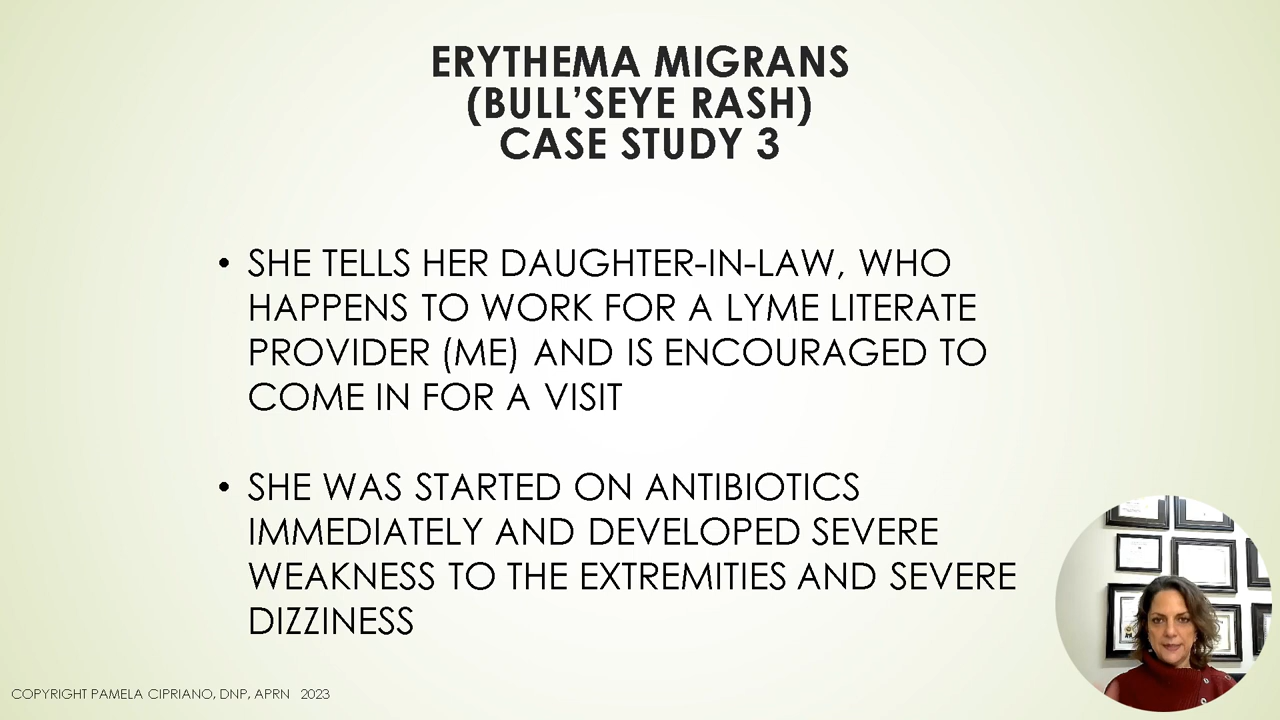 ERYTHEMA MIGRANS
(BULL'SEYE RASH)
CASE STUDY 3
• SHE TELLS HER DAUGHTER-IN-LAW, WHO
HAPPENS TO WORK FOR A LYME LITERATE
PROVIDER (ME) AND IS ENCOURAGED TO
COME IN FOR A VISIT
• SHE WAS STARTED ON ANTIBIOTICS
IMMEDIATELY AND DEVELOPED SEVERE
WEAKNESS TO THE EXTREMITIES AND SEVERE
DIZZINESS
COPYRIGHT PAMELA CIPRIANO, DNP, APRN 2023